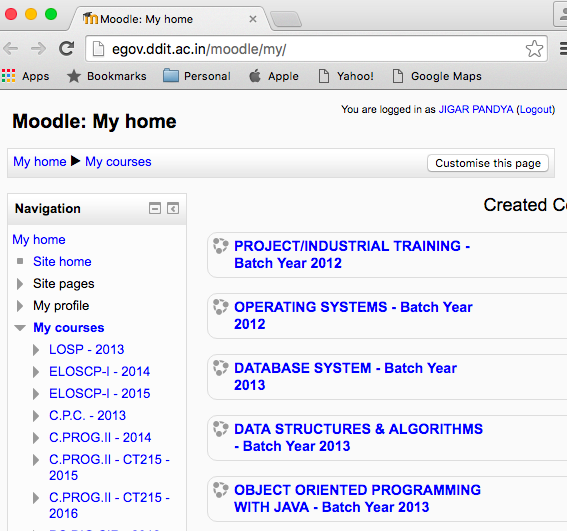 Moodle: My home
egov.ddit.ac.in/moodle/my/
Apps Bookmarks Personal Apple Yahoo! Google Maps
You are logged in as JIGAR PANDYA (Logout)
Moodle: My home
My home ▶ My courses
Customise this page
Navigation
My home
Site home
Site pages
My profile
My courses
LOSP - 2013
ELOSCP-I - 2014
ELOSCP-I - 2015
C.P.C. - 2013
C.PROG.II - 2014
C.PROG.II - CT215 -
2015
C.PROG.II - CT215 -
2016
Created
PROJECT/INDUSTRIAL TRAINING -
Batch Year 2012
OPERATING SYSTEMS - Batch Year
2012
DATABASE SYSTEM - Batch Year
2013
DATA STRUCTURES & ALGORITHMS
- Batch Year 2013
OBJECT ORIENTED PROGRAMMING
WITH JAVA - Batch Year 2013